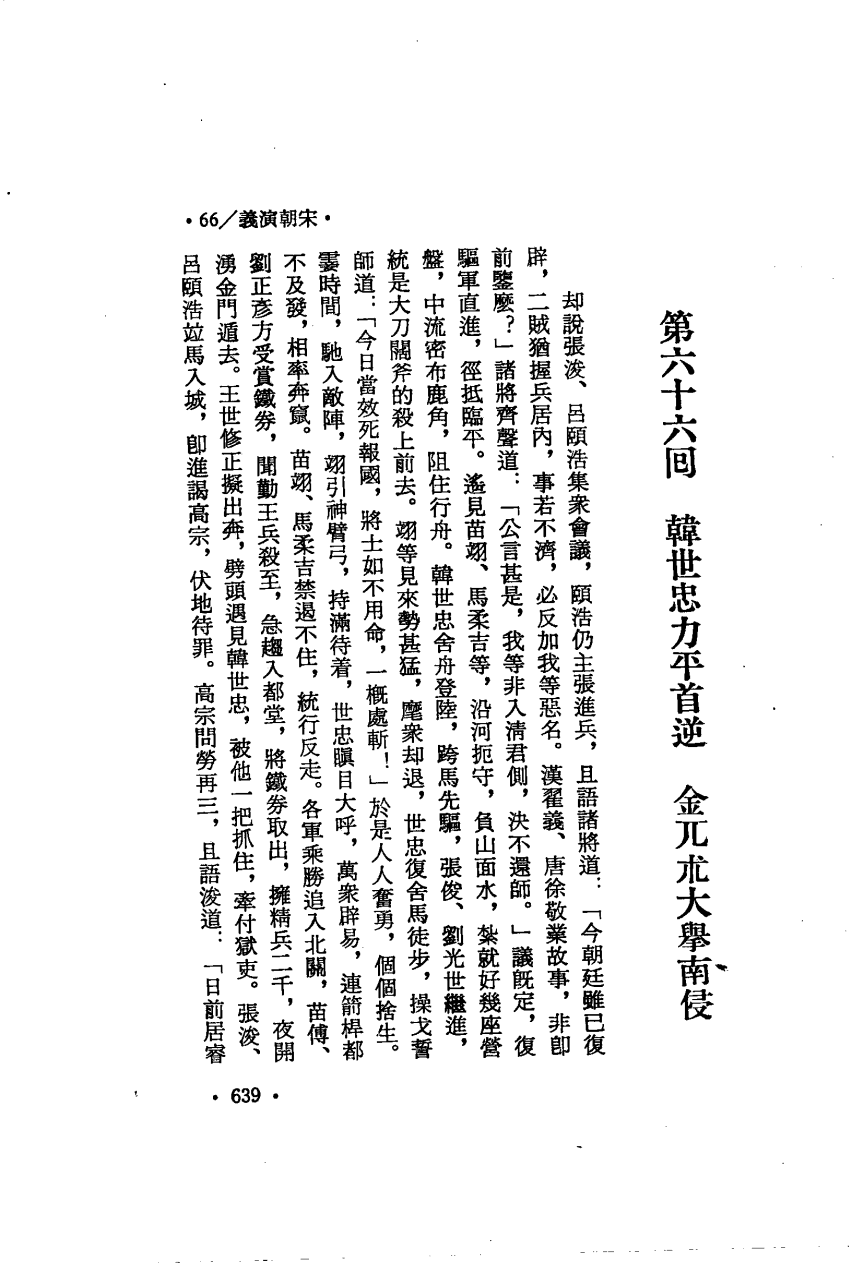 •66／義演朝宋•
第六十六回　韓世忠力平首逆　金兀朮大舉南侵
却說張浚、呂頤浩集衆會議，頤浩仍主張進兵，且語諸將道：「今朝廷雖已復
辟，二賊猶握兵居內，事若不濟，必反加我等惡名。漢翟義、唐徐敬業故事，非卽
前鑒麽？」諸將齊聲道：「公言甚是，我等非入淸君側，決不還師。」議旣定，復
驅軍直進，徑抵臨平。遙見苗翊、馬柔吉等，沿河扼守，負山面水，紮就好幾座營
盤，中流密布鹿角，阻住行舟。韓世忠舍舟登陸，跨馬先驅，張俊、劉光世繼進，
統是大刀闊斧的殺上前去。翊等見來勢甚猛，麾衆却退，世忠復舍馬徒步，操戈誓
師道：「今日當效死報國，將士如不用命，一概處斬！」於是人人奮勇，個個捨生。
霎時間，馳入敵陣，翊引神臂弓，持滿待着，世忠瞋目大呼，萬衆辟易，連箭桿都
不及發，相率奔竄。苗翊、馬柔吉禁遏不住，統行反走。各軍乘勝追入北關，苗傅、
劉正彥方受賞鐵券，聞勤王兵殺至，急趨入都堂，將鐵券取出，擁精兵二千，夜開
湧金門遁去。王世修正擬出奔，劈頭遇見韓世忠，被他一把抓住，牽付獄吏。張浚、
呂頤浩竝馬入城，卽進謁高宗，伏地待罪。高宗問勞再三，且語浚道：「日前居睿
•639•